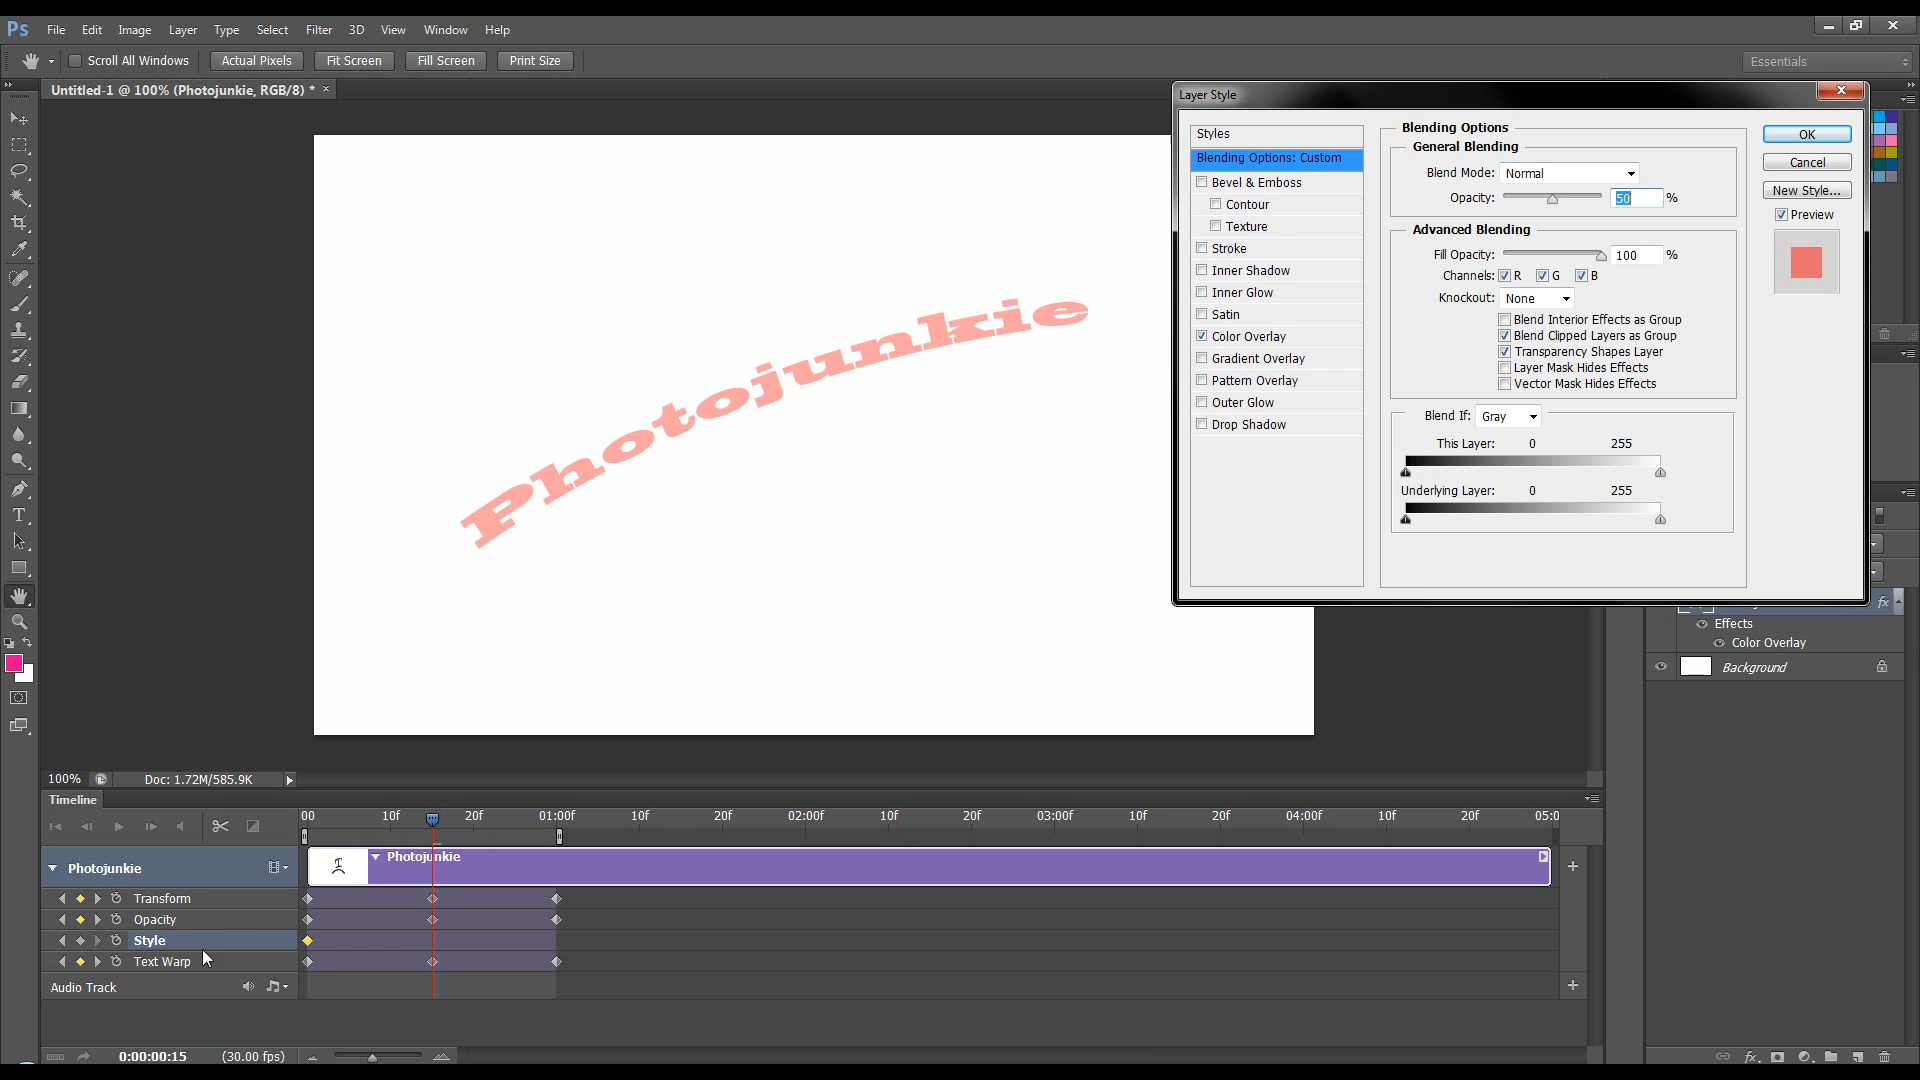 Ps File Edit Image Layer Type Select Filter 3D View Window Help
Scroll All Windows Actual Pixels Fit Screen Fill Screen Print Size Essentials
Untitled-1 @ 100% (Photojunkie, RGB/8) * ×
Photojunkie
Layer Style
Styles
Blending Options: Custom
Bevel & Emboss
Contour
Texture
Stroke
Inner Shadow
Inner Glow
Satin
Color Overlay
Gradient Overlay
Pattern Overlay
Outer Glow
Drop Shadow
Blending Options
General Blending
Blend Mode: Normal
Opacity: 50 %
Advanced Blending
Fill Opacity: 100 %
Channels: R G B
Knockout: None
Blend Interior Effects as Group
Blend Clipped Layers as Group
Transparency Shapes Layer
Layer Mask Hides Effects
Vector Mask Hides Effects
Blend If: Gray
This Layer: 0 255
Underlying Layer: 0 255
OK
Cancel
New Style...
Preview
fx
Effects
Color Overlay
Background
100% Doc: 1.72M/585.9K
Timeline
00 10f 20f 01:00f 10f 20f 02:00f 10f 20f 03:00f 10f 20f 04:00f 10f 20f 05:0
Photojunkie T Photojunkie
Transform
Opacity
Style
Text Warp
Audio Track
0:00:00:15 (30.00 fps)
fx